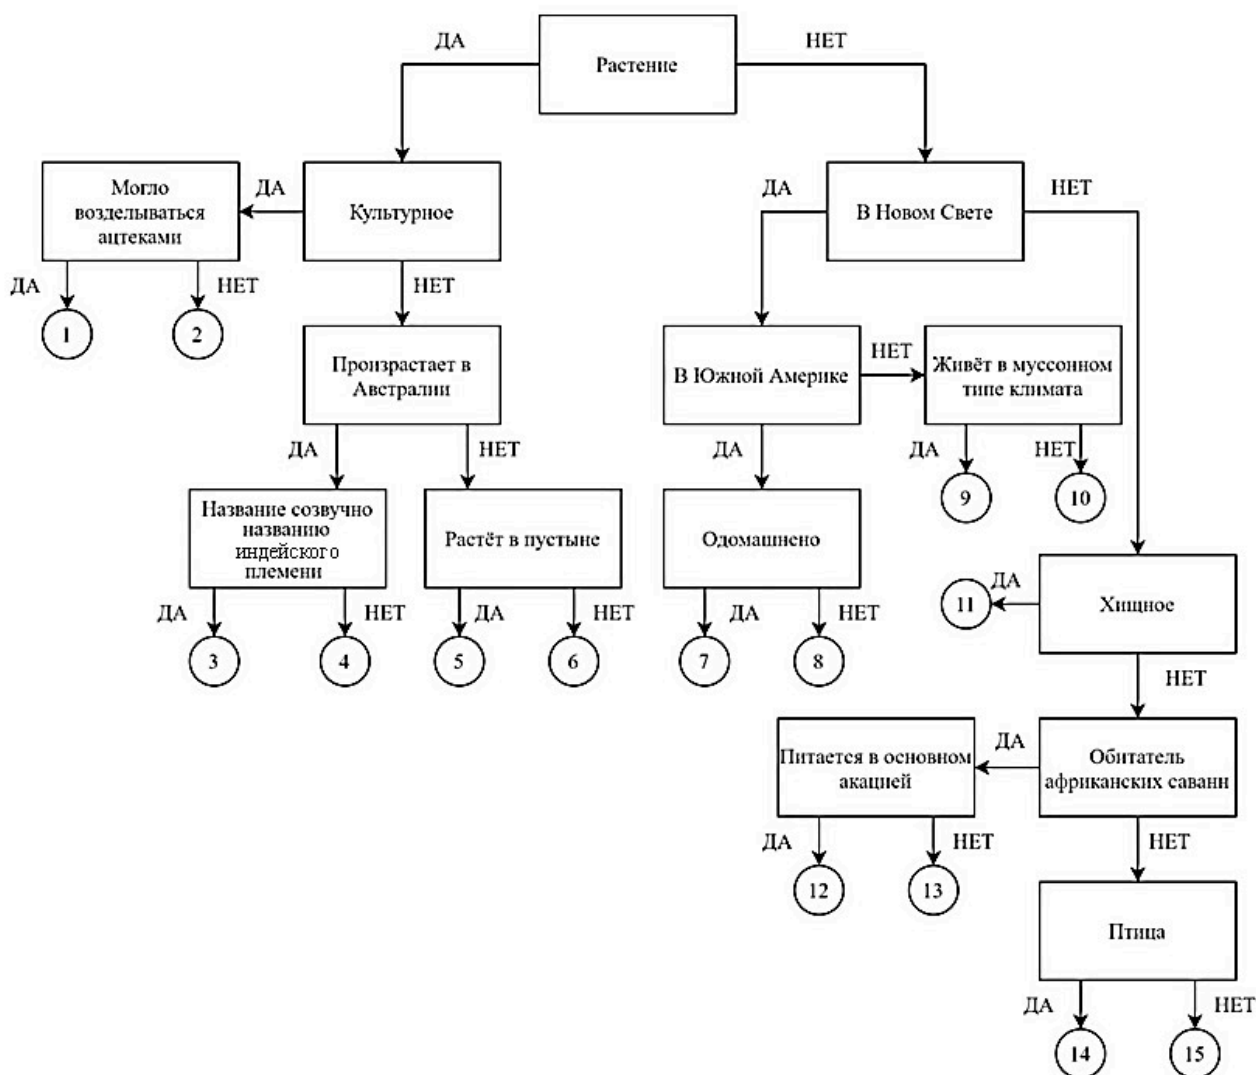 ДА
НЕТ
Растение
Могло
возделываться
ацтеками
ДА
Культурное
ДА
В Новом Свете
НЕТ
ДА
НЕТ
НЕТ
1
2
Произрастает в
Австралии
В Южной Америке
НЕТ
Живёт в муссонном
типе климата
ДА
НЕТ
ДА
ДА
НЕТ
9
10
Название созвучно
названию
индейского
племени
Растёт в пустыне
Одомашнено
ДА
НЕТ
ДА
НЕТ
ДА
НЕТ
3
4
5
6
7
8
11
ДА
Хищное
НЕТ
Питается в основном
акацией
ДА
Обитатель
африканских саванн
ДА
НЕТ
НЕТ
12
13
Птица
ДА
НЕТ
14
15